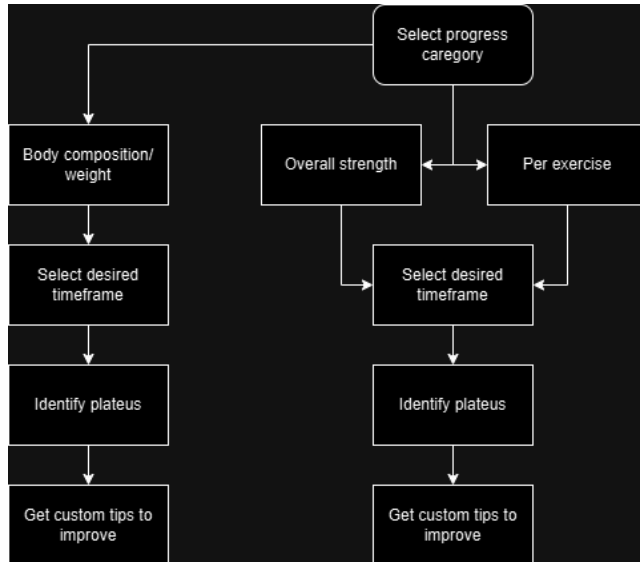 Select progress
caregory
Body composition/
weight
Overall strength
Per exercise
Select desired
timeframe
Select desired
timeframe
Identify plateus
Identify plateus
Get custom tips to
improve
Get custom tips to
improve